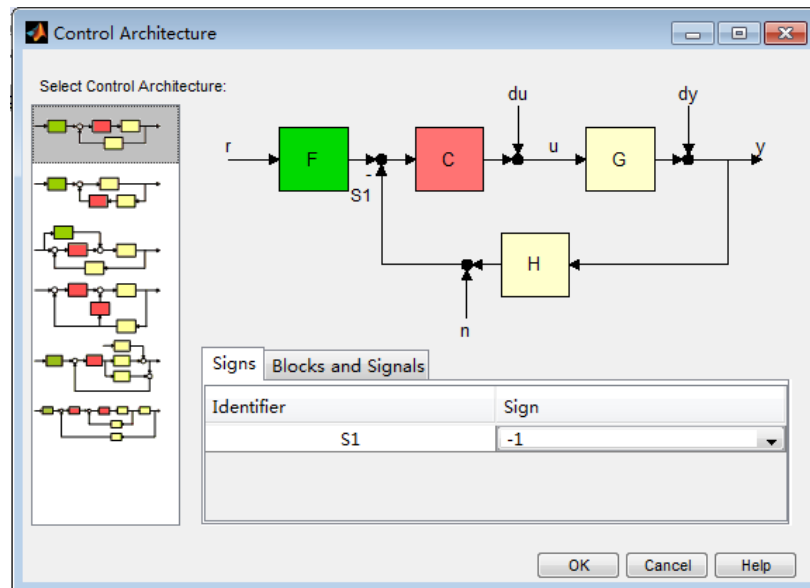 Control Architecture
Select Control Architecture:
du
dy
r
F
C
u
G
y
-
S1
H
n
Signs
Blocks and Signals
Identifier
Sign
S1
-1
OK
Cancel
Help